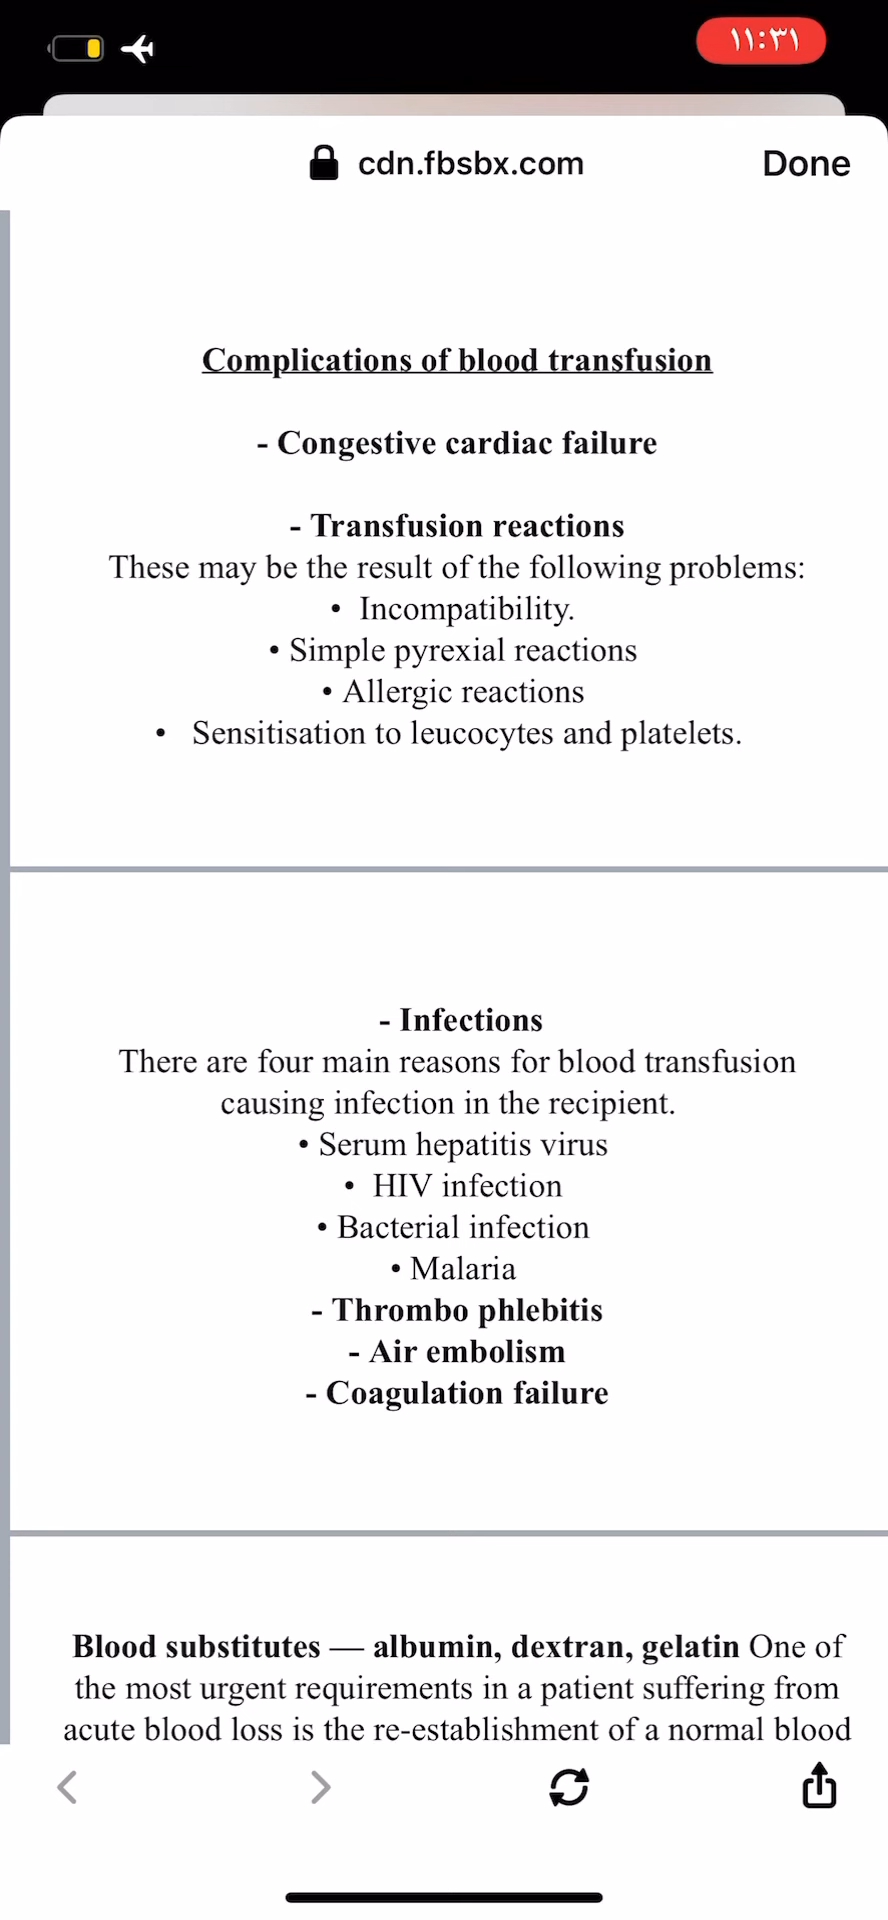 ١١:٣١
cdn.fbsbx.com Done
Complications of blood transfusion
- Congestive cardiac failure
- Transfusion reactions
These may be the result of the following problems:
• Incompatibility.
• Simple pyrexial reactions
• Allergic reactions
• Sensitisation to leucocytes and platelets.
- Infections
There are four main reasons for blood transfusion
causing infection in the recipient.
• Serum hepatitis virus
• HIV infection
• Bacterial infection
• Malaria
- Thrombo phlebitis
- Air embolism
- Coagulation failure
Blood substitutes — albumin, dextran, gelatin One of
the most urgent requirements in a patient suffering from
acute blood loss is the re-establishment of a normal blood